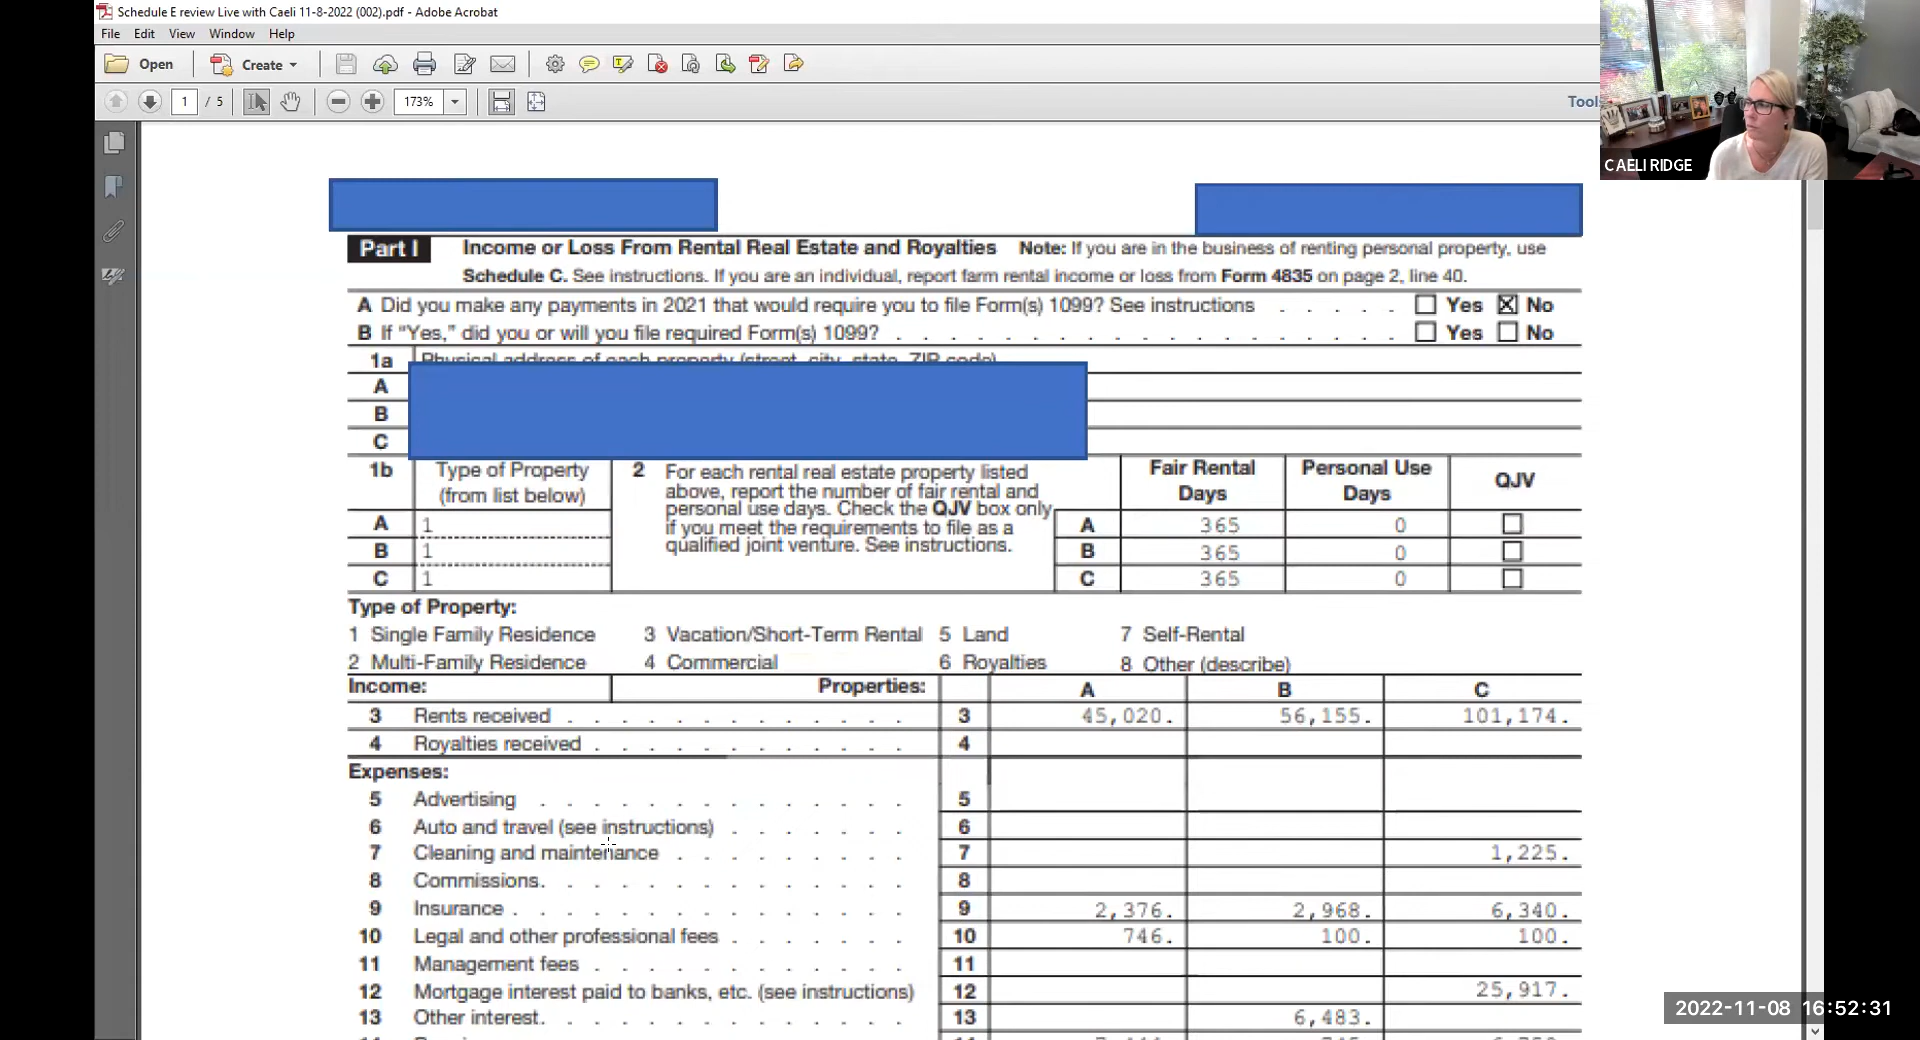 Schedule E review Live with Caeli 11-8-2022 (002).pdf - Adobe Acrobat
File Edit View Window Help
Open Create
1 / 5 173% Tools
CAELI RIDGE
Part I Income or Loss From Rental Real Estate and Royalties Note: If you are in the business of renting personal property, use
Schedule C. See instructions. If you are an individual, report farm rental income or loss from Form 4835 on page 2, line 40.
A Did you make any payments in 2021 that would require you to file Form(s) 1099? See instructions . . . . . Yes No
B If "Yes," did you or will you file required Form(s) 1099? . . . . . . . . . . . . . . . . . . . Yes No
1a Physical address of each property (street, city, state, ZIP code)
A
B
C
1b Type of Property (from list below)
2 For each rental real estate property listed
above, report the number of fair rental and
personal use days. Check the QJV box only
if you meet the requirements to file as a
qualified joint venture. See instructions.
Fair Rental Days Personal Use Days QJV
A 1 A 365 0
B 1 B 365 0
C 1 C 365 0
Type of Property:
1 Single Family Residence 3 Vacation/Short-Term Rental 5 Land 7 Self-Rental
2 Multi-Family Residence 4 Commercial 6 Royalties 8 Other (describe)
Income: Properties: A B C
3 Rents received . . . . . . . . . . . . . 3 45,020. 56,155. 101,174.
4 Royalties received . . . . . . . . . . . . 4
Expenses:
5 Advertising . . . . . . . . . . . . . . 5
6 Auto and travel (see instructions) . . . . . . . 6
7 Cleaning and maintenance . . . . . . . . . 7 1,225.
8 Commissions. . . . . . . . . . . . . . 8
9 Insurance . . . . . . . . . . . . . . . 9 2,376. 2,968. 6,340.
10 Legal and other professional fees . . . . . . . 10 746. 100. 100.
11 Management fees . . . . . . . . . . . . 11
12 Mortgage interest paid to banks, etc. (see instructions) 12 25,917.
13 Other interest. . . . . . . . . . . . . . 13 6,483.
2022-11-08 16:52:31